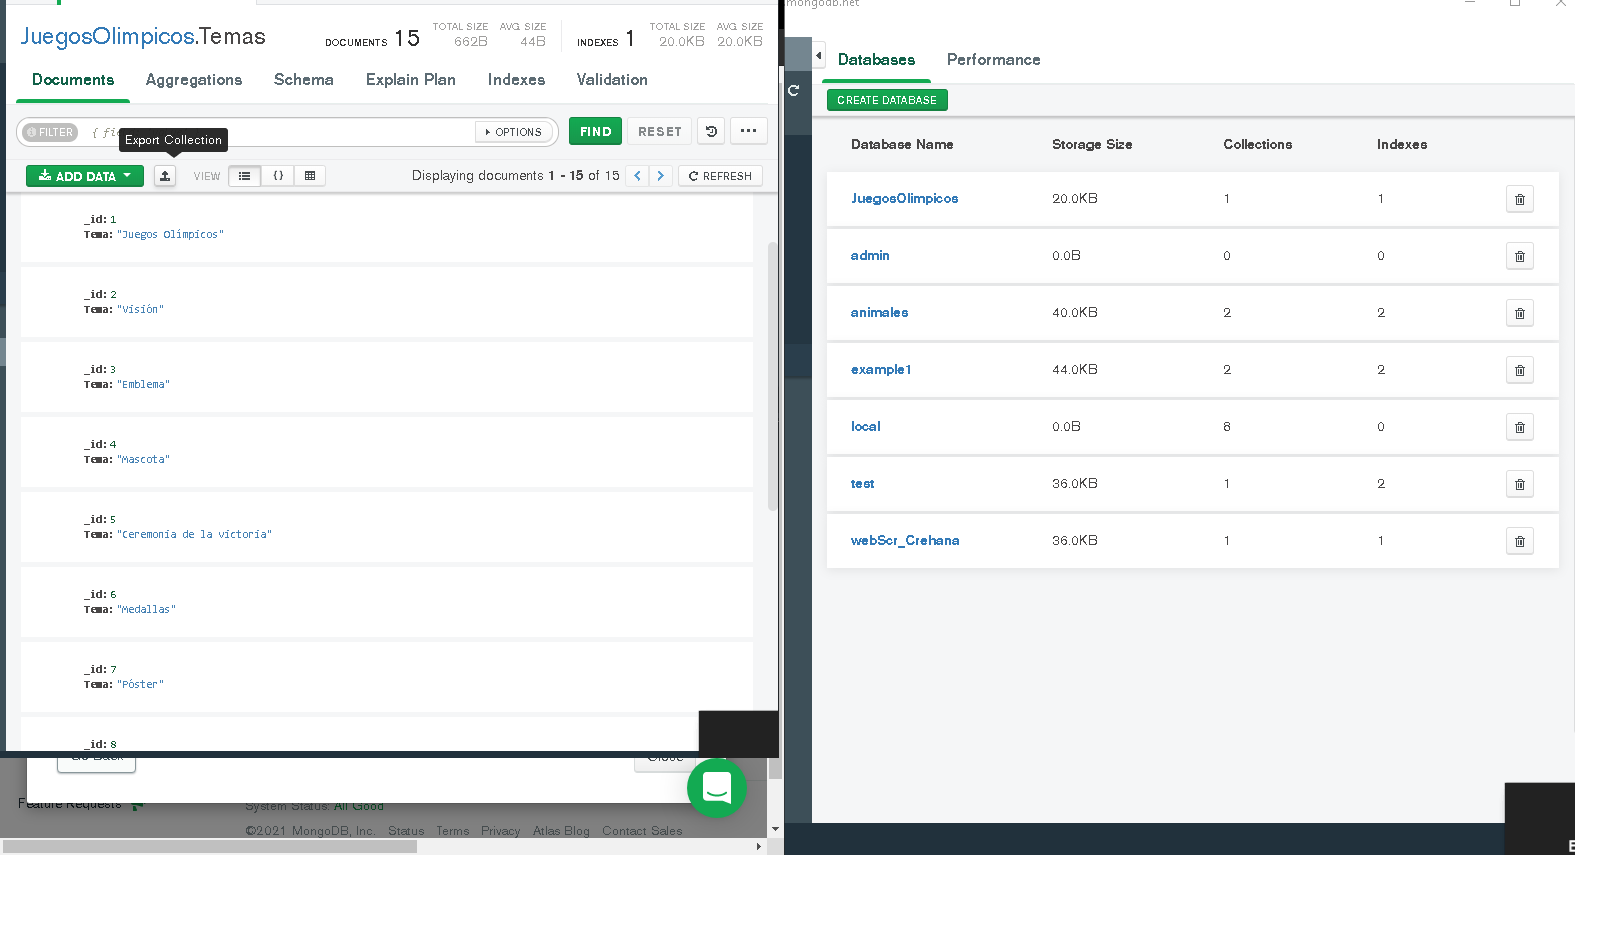 JuegosOlimpicos.Temas
DOCUMENTS 15
TOTAL SIZE 662B
AVG SIZE 44B
INDEXES 1
TOTAL SIZE 20.0KB
AVG SIZE 20.0KB
Documents Aggregations Schema Explain Plan Indexes Validation
FILTER { fi
OPTIONS
FIND
RESET
Export Collection
ADD DATA
VIEW
{}
Displaying documents 1 - 15 of 15
REFRESH
_id: 1
Tema: "Juegos Olímpicos"
_id: 2
Tema: "Visión"
_id: 3
Tema: "Emblema"
_id: 4
Tema: "Mascota"
_id: 5
Tema: "Ceremonia de la victoria"
_id: 6
Tema: "Medallas"
_id: 7
Tema: "Póster"
_id: 8
Go Back
Close
Feature Requests
System Status: All Good
©2021 MongoDB, Inc. Status Terms Privacy Atlas Blog Contact Sales
mongodb.net
Databases Performance
CREATE DATABASE
Database Name Storage Size Collections Indexes
JuegosOlimpicos 20.0KB 1 1
admin 0.0B 0 0
animales 40.0KB 2 2
example1 44.0KB 2 2
local 0.0B 8 0
test 36.0KB 1 2
webScr_Crehana 36.0KB 1 1